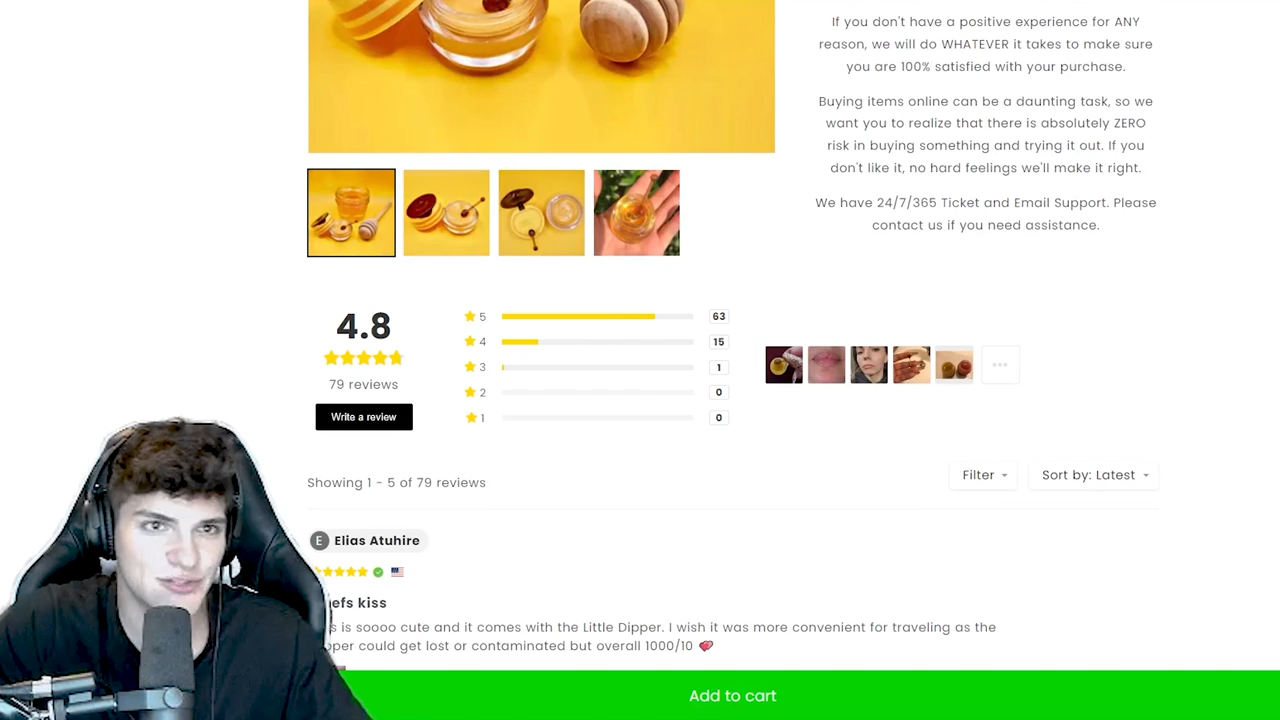 If you don't have a positive experience for ANY
reason, we will do WHATEVER it takes to make sure
you are 100% satisfied with your purchase.
Buying items online can be a daunting task, so we
want you to realize that there is absolutely ZERO
risk in buying something and trying it out. If you
don't like it, no hard feelings we'll make it right.
We have 24/7/365 Ticket and Email Support. Please
contact us if you need assistance.
4.8
79 reviews
Write a review
5 63
4 15
3 1
2 0
1 0
Showing 1 - 5 of 79 reviews
Filter
Sort by: Latest
E Elias Atuhire
kiss
is soooo cute and it comes with the Little Dipper. I wish it was more convenient for traveling as the
could get lost or contaminated but overall 1000/10
Add to cart